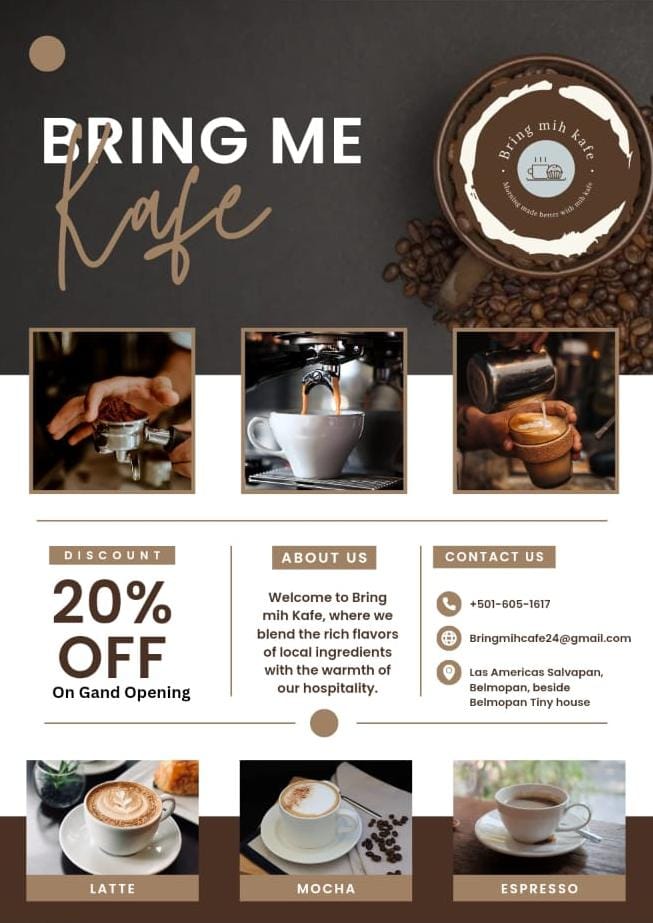 BRING ME
Kafe
Bring mih kafe
Morning made better with mih kafe
DISCOUNT
20%
OFF
On Gand Opening
ABOUT US
Welcome to Bring
mih Kafe, where we
blend the rich flavors
of local ingredients
with the warmth of
our hospitality.
CONTACT US
+501-605-1617
Bringmihcafe24@gmail.com
Las Americas Salvapan,
Belmopan, beside
Belmopan Tiny house
LATTE
MOCHA
ESPRESSO